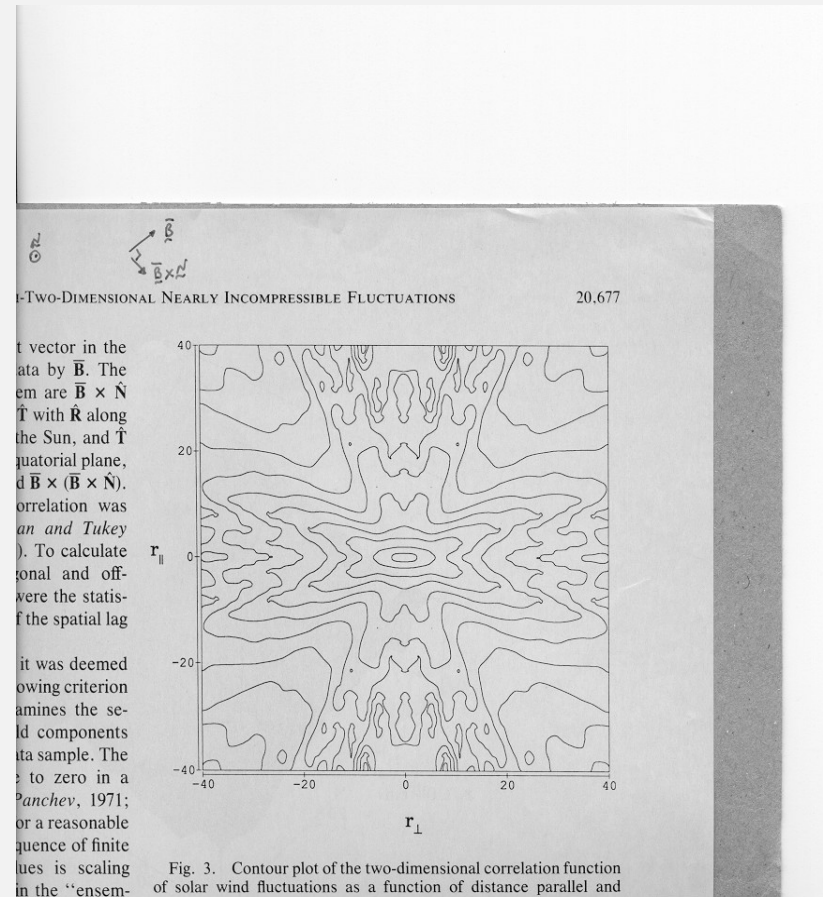 N
B
B×N
I-TWO-DIMENSIONAL NEARLY INCOMPRESSIBLE FLUCTUATIONS 20,677
t vector in the
ata by B̅. The
em are B̅ × N̂
T̂ with R̂ along
the Sun, and T̂
quatorial plane,
d B̅ × (B̅ × N̂).
orrelation was
an and Tukey
). To calculate
gonal and off-
were the statis-
f the spatial lag
it was deemed
owing criterion
amines the se-
ld components
ata sample. The
e to zero in a
Panchev, 1971;
or a reasonable
quence of finite
lues is scaling
in the “ensem-
40
20
r∥ 0
−20
−40
−40 −20 0 20 40
r⊥
Fig. 3. Contour plot of the two-dimensional correlation function
of solar wind fluctuations as a function of distance parallel and